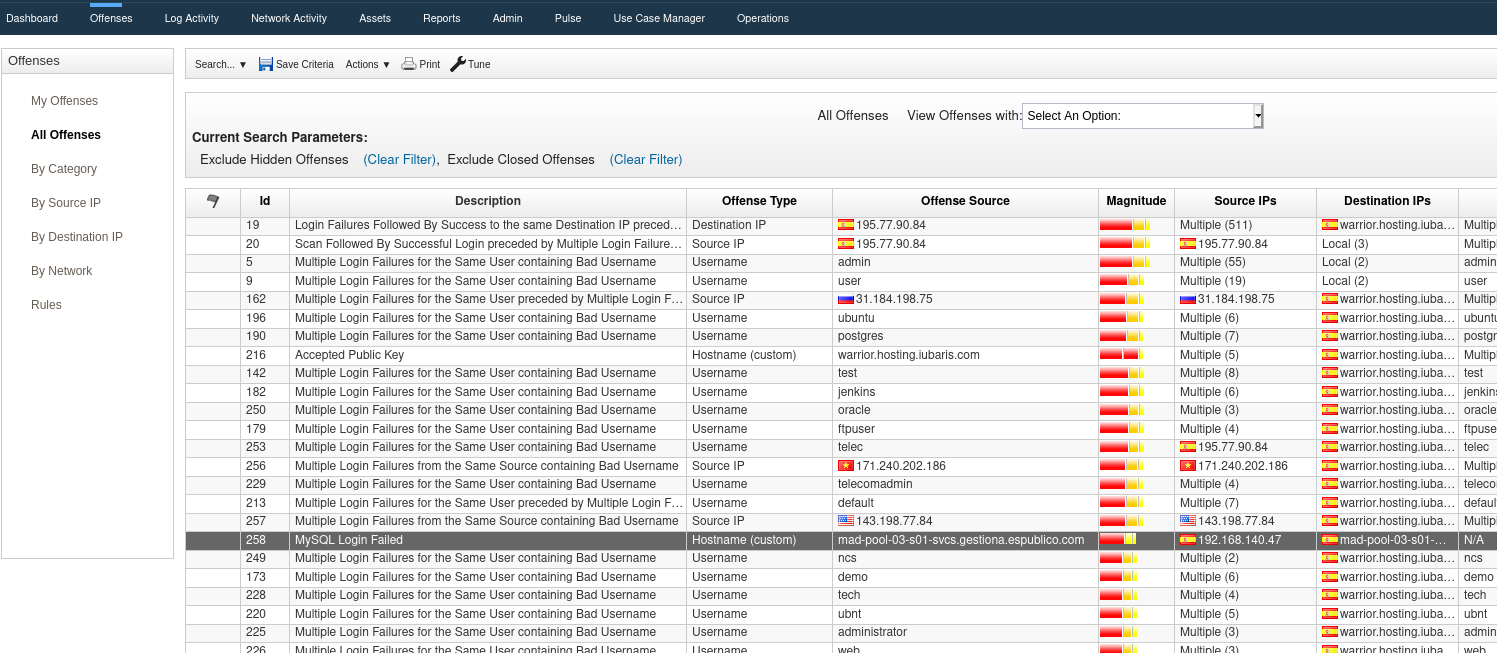 Dashboard Offenses Log Activity Network Activity Assets Reports Admin Pulse Use Case Manager Operations
Offenses
My Offenses
All Offenses
By Category
By Source IP
By Destination IP
By Network
Rules
Search... ▼ Save Criteria Actions ▼ Print Tune
All Offenses View Offenses with: Select An Option:
Current Search Parameters:
Exclude Hidden Offenses (Clear Filter), Exclude Closed Offenses (Clear Filter)
Id Description Offense Type Offense Source Magnitude Source IPs Destination IPs
19 Login Failures Followed By Success to the same Destination IP preced... Destination IP 195.77.90.84 Multiple (511) warrior.hosting.iuba... Multip
20 Scan Followed By Successful Login preceded by Multiple Login Failure... Source IP 195.77.90.84 195.77.90.84 Local (3) Multip
5 Multiple Login Failures for the Same User containing Bad Username Username admin Multiple (55) Local (2) admin
9 Multiple Login Failures for the Same User containing Bad Username Username user Multiple (19) Local (2) user
162 Multiple Login Failures for the Same User preceded by Multiple Login F... Source IP 31.184.198.75 31.184.198.75 warrior.hosting.iuba... Multip
196 Multiple Login Failures for the Same User containing Bad Username Username ubuntu Multiple (6) warrior.hosting.iuba... ubuntu
190 Multiple Login Failures for the Same User containing Bad Username Username postgres Multiple (7) warrior.hosting.iuba... postgr
216 Accepted Public Key Hostname (custom) warrior.hosting.iubaris.com Multiple (5) warrior.hosting.iuba... Multip
142 Multiple Login Failures for the Same User containing Bad Username Username test Multiple (8) warrior.hosting.iuba... test
182 Multiple Login Failures for the Same User containing Bad Username Username jenkins Multiple (6) warrior.hosting.iuba... jenkins
250 Multiple Login Failures for the Same User containing Bad Username Username oracle Multiple (3) warrior.hosting.iuba... oracle
179 Multiple Login Failures for the Same User containing Bad Username Username ftpuser Multiple (4) warrior.hosting.iuba... ftpuse
253 Multiple Login Failures for the Same User containing Bad Username Username telec 195.77.90.84 warrior.hosting.iuba... telec
256 Multiple Login Failures from the Same Source containing Bad Username Source IP 171.240.202.186 171.240.202.186 warrior.hosting.iuba... Multip
229 Multiple Login Failures for the Same User containing Bad Username Username telecomadmin Multiple (4) warrior.hosting.iuba... teleco
213 Multiple Login Failures for the Same User preceded by Multiple Login F... Username default Multiple (7) warrior.hosting.iuba... default
257 Multiple Login Failures from the Same Source containing Bad Username Source IP 143.198.77.84 143.198.77.84 warrior.hosting.iuba... Multip
258 MySQL Login Failed Hostname (custom) mad-pool-03-s01-svcs.gestiona.espublico.com 192.168.140.47 mad-pool-03-s01-... N/A
249 Multiple Login Failures for the Same User containing Bad Username Username ncs Multiple (2) warrior.hosting.iuba... ncs
173 Multiple Login Failures for the Same User containing Bad Username Username demo Multiple (6) warrior.hosting.iuba... demo
228 Multiple Login Failures for the Same User containing Bad Username Username tech Multiple (4) warrior.hosting.iuba... tech
220 Multiple Login Failures for the Same User containing Bad Username Username ubnt Multiple (5) warrior.hosting.iuba... ubnt
225 Multiple Login Failures for the Same User containing Bad Username Username administrator Multiple (3) warrior.hosting.iuba... admin
226 Multiple Login Failures for the Same User containing Bad Username Username web Multiple (3) warrior.hosting.iuba... web